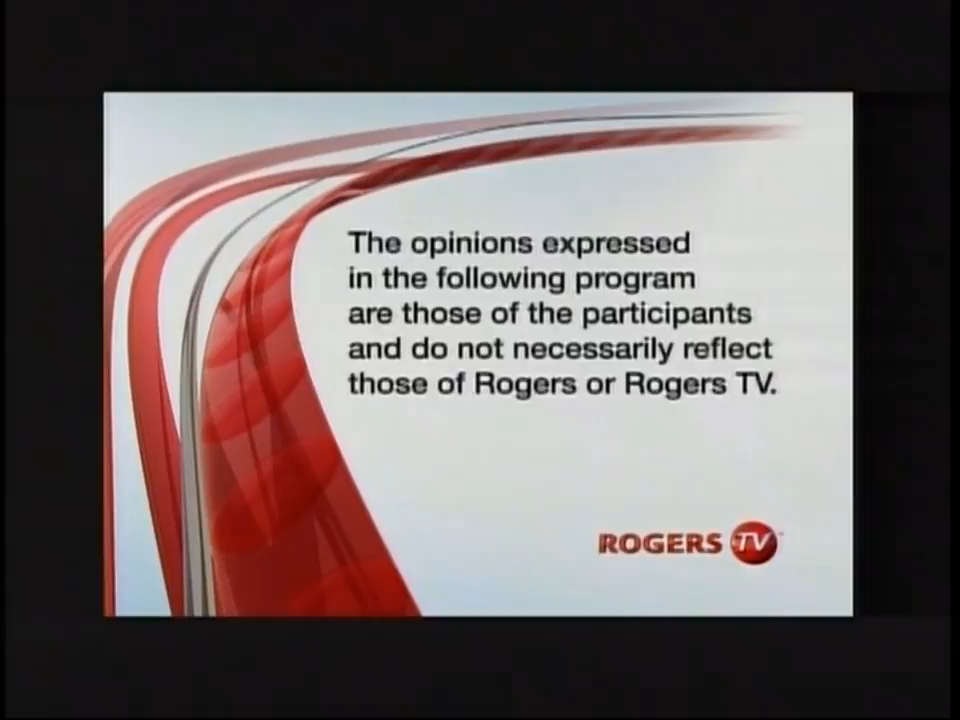 The opinions expressed
in the following program
are those of the participants
and do not necessarily reflect
those of Rogers or Rogers TV.
ROGERS TV